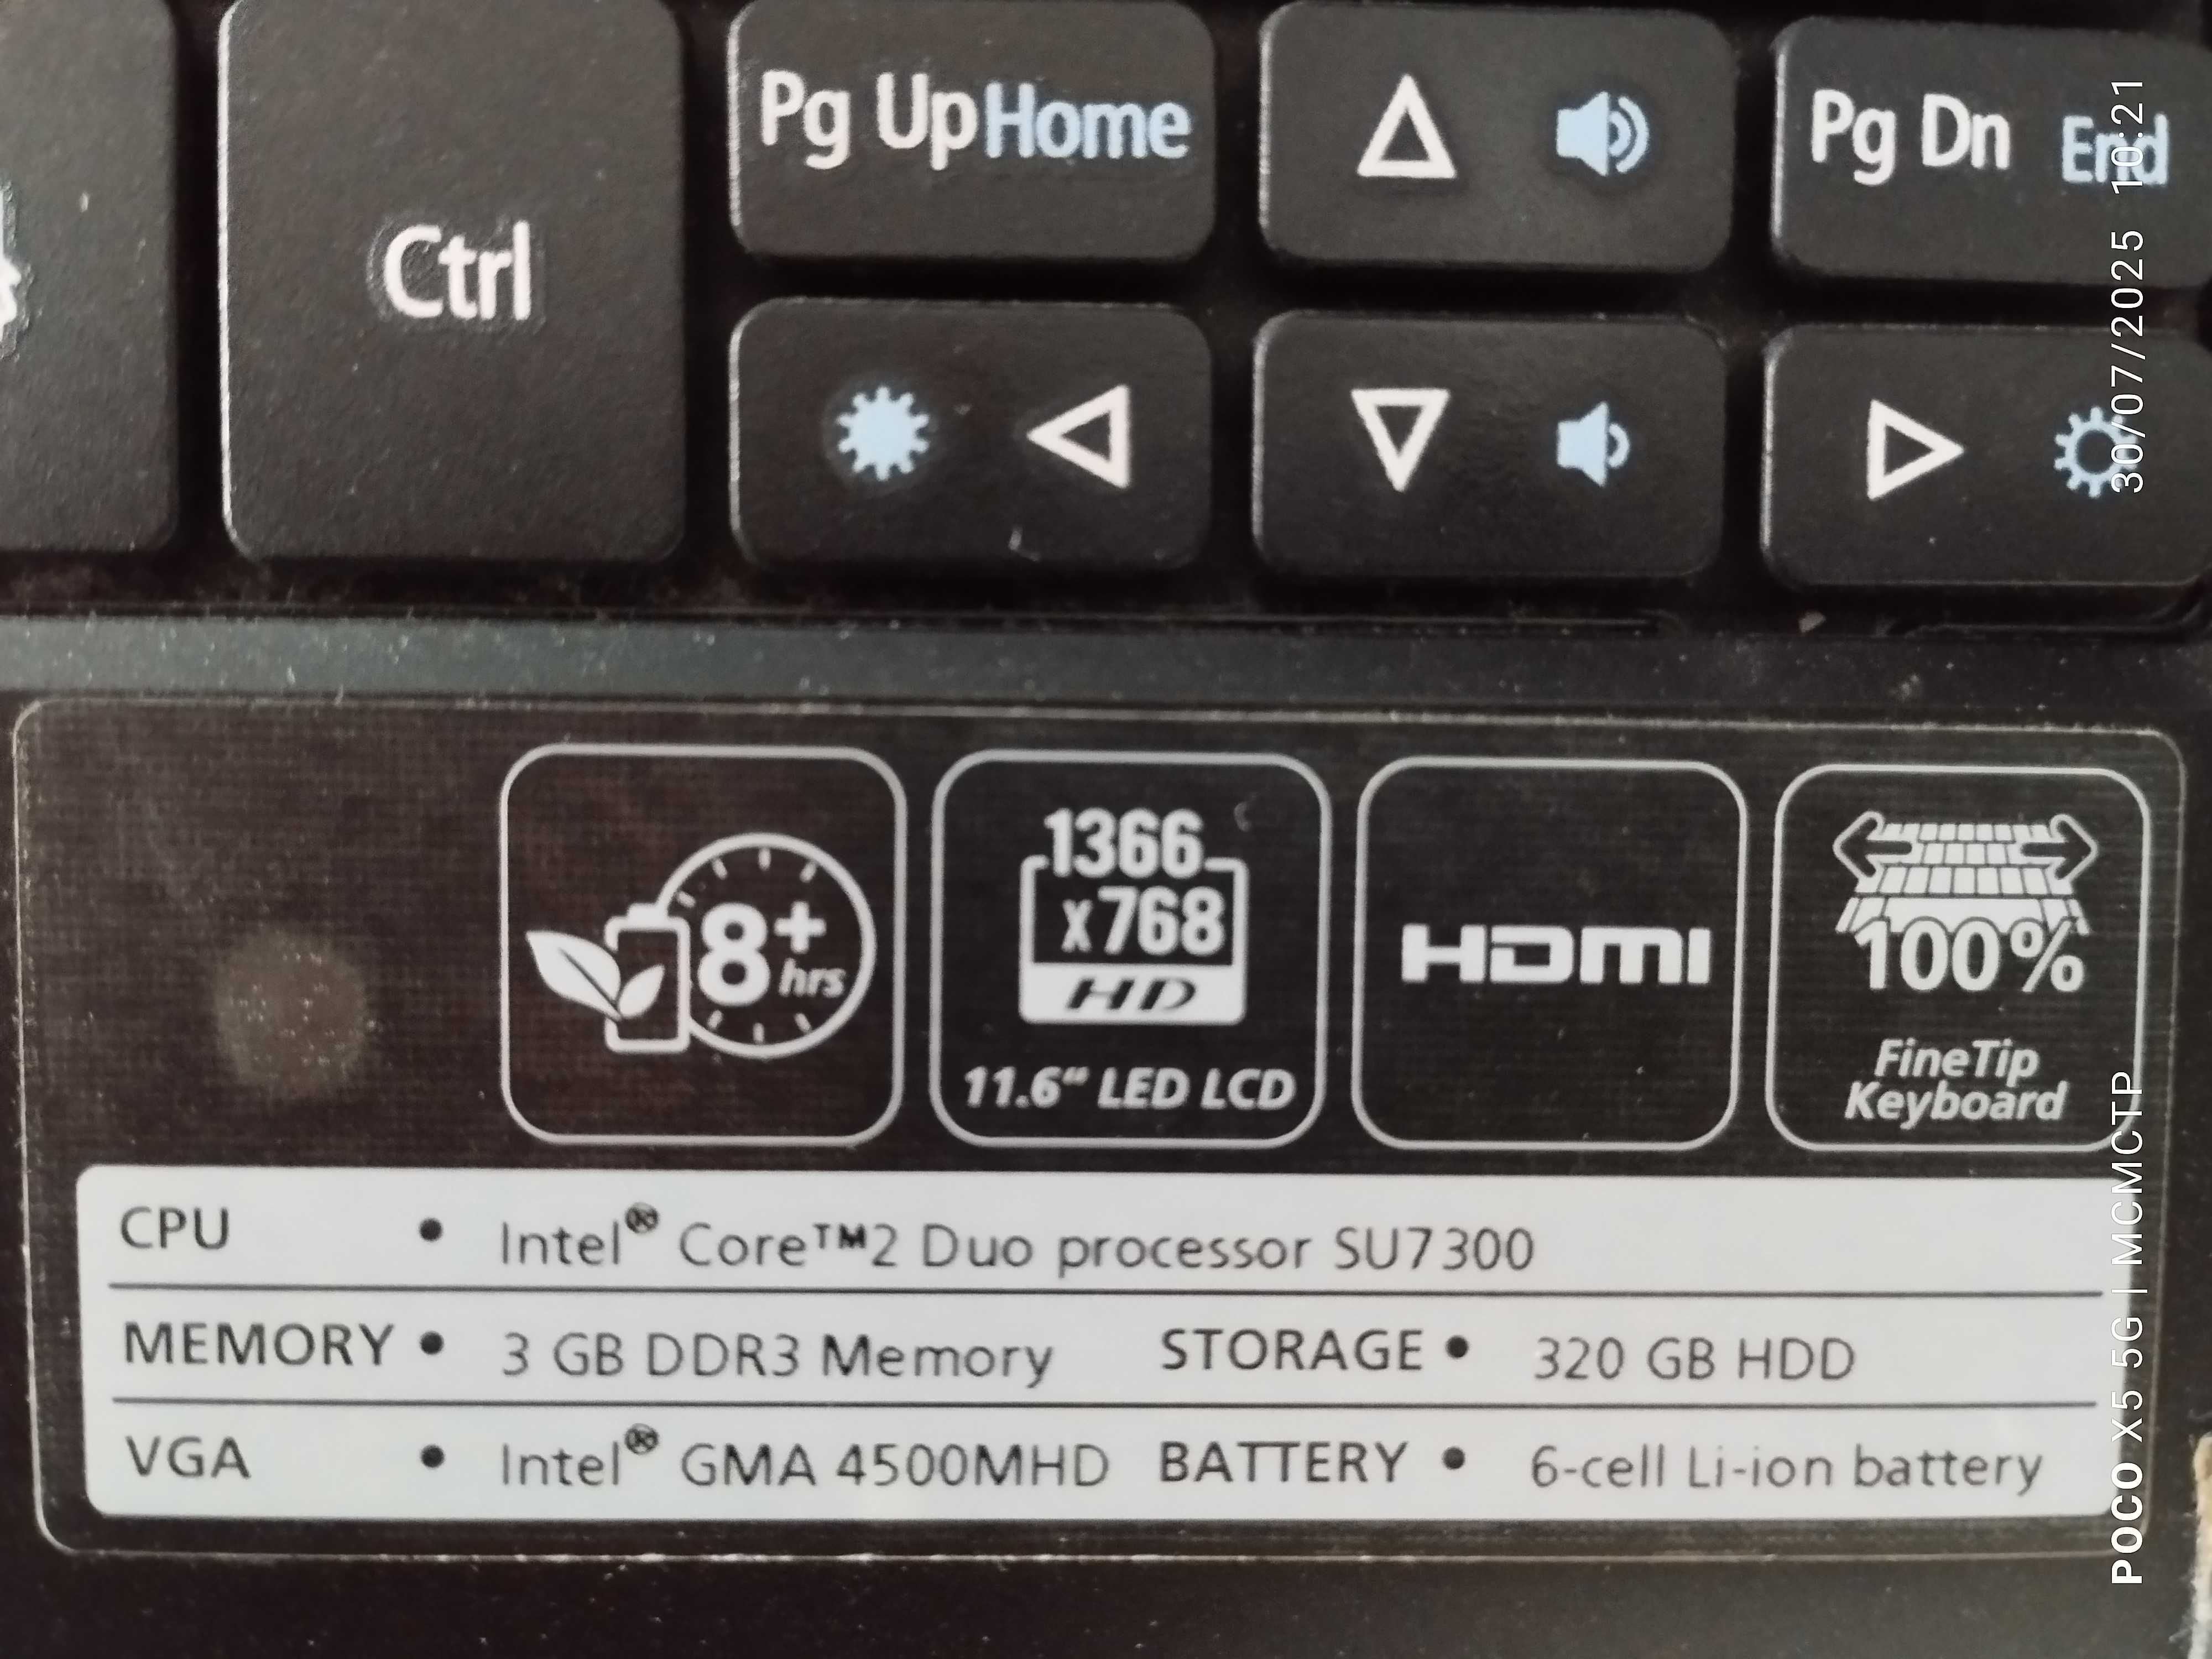 Pg Up Home
Pg Dn End
Ctrl
8+ hrs
1366
x768
HD
11.6“ LED LCD
HDMI
100%
FineTip
Keyboard
CPU • Intel® Core™2 Duo processor SU7300
MEMORY • 3 GB DDR3 Memory STORAGE • 320 GB HDD
VGA • Intel® GMA 4500MHD BATTERY • 6-cell Li-ion battery
POCO X5 5G | MCMCTP
30/07/2025 10:21